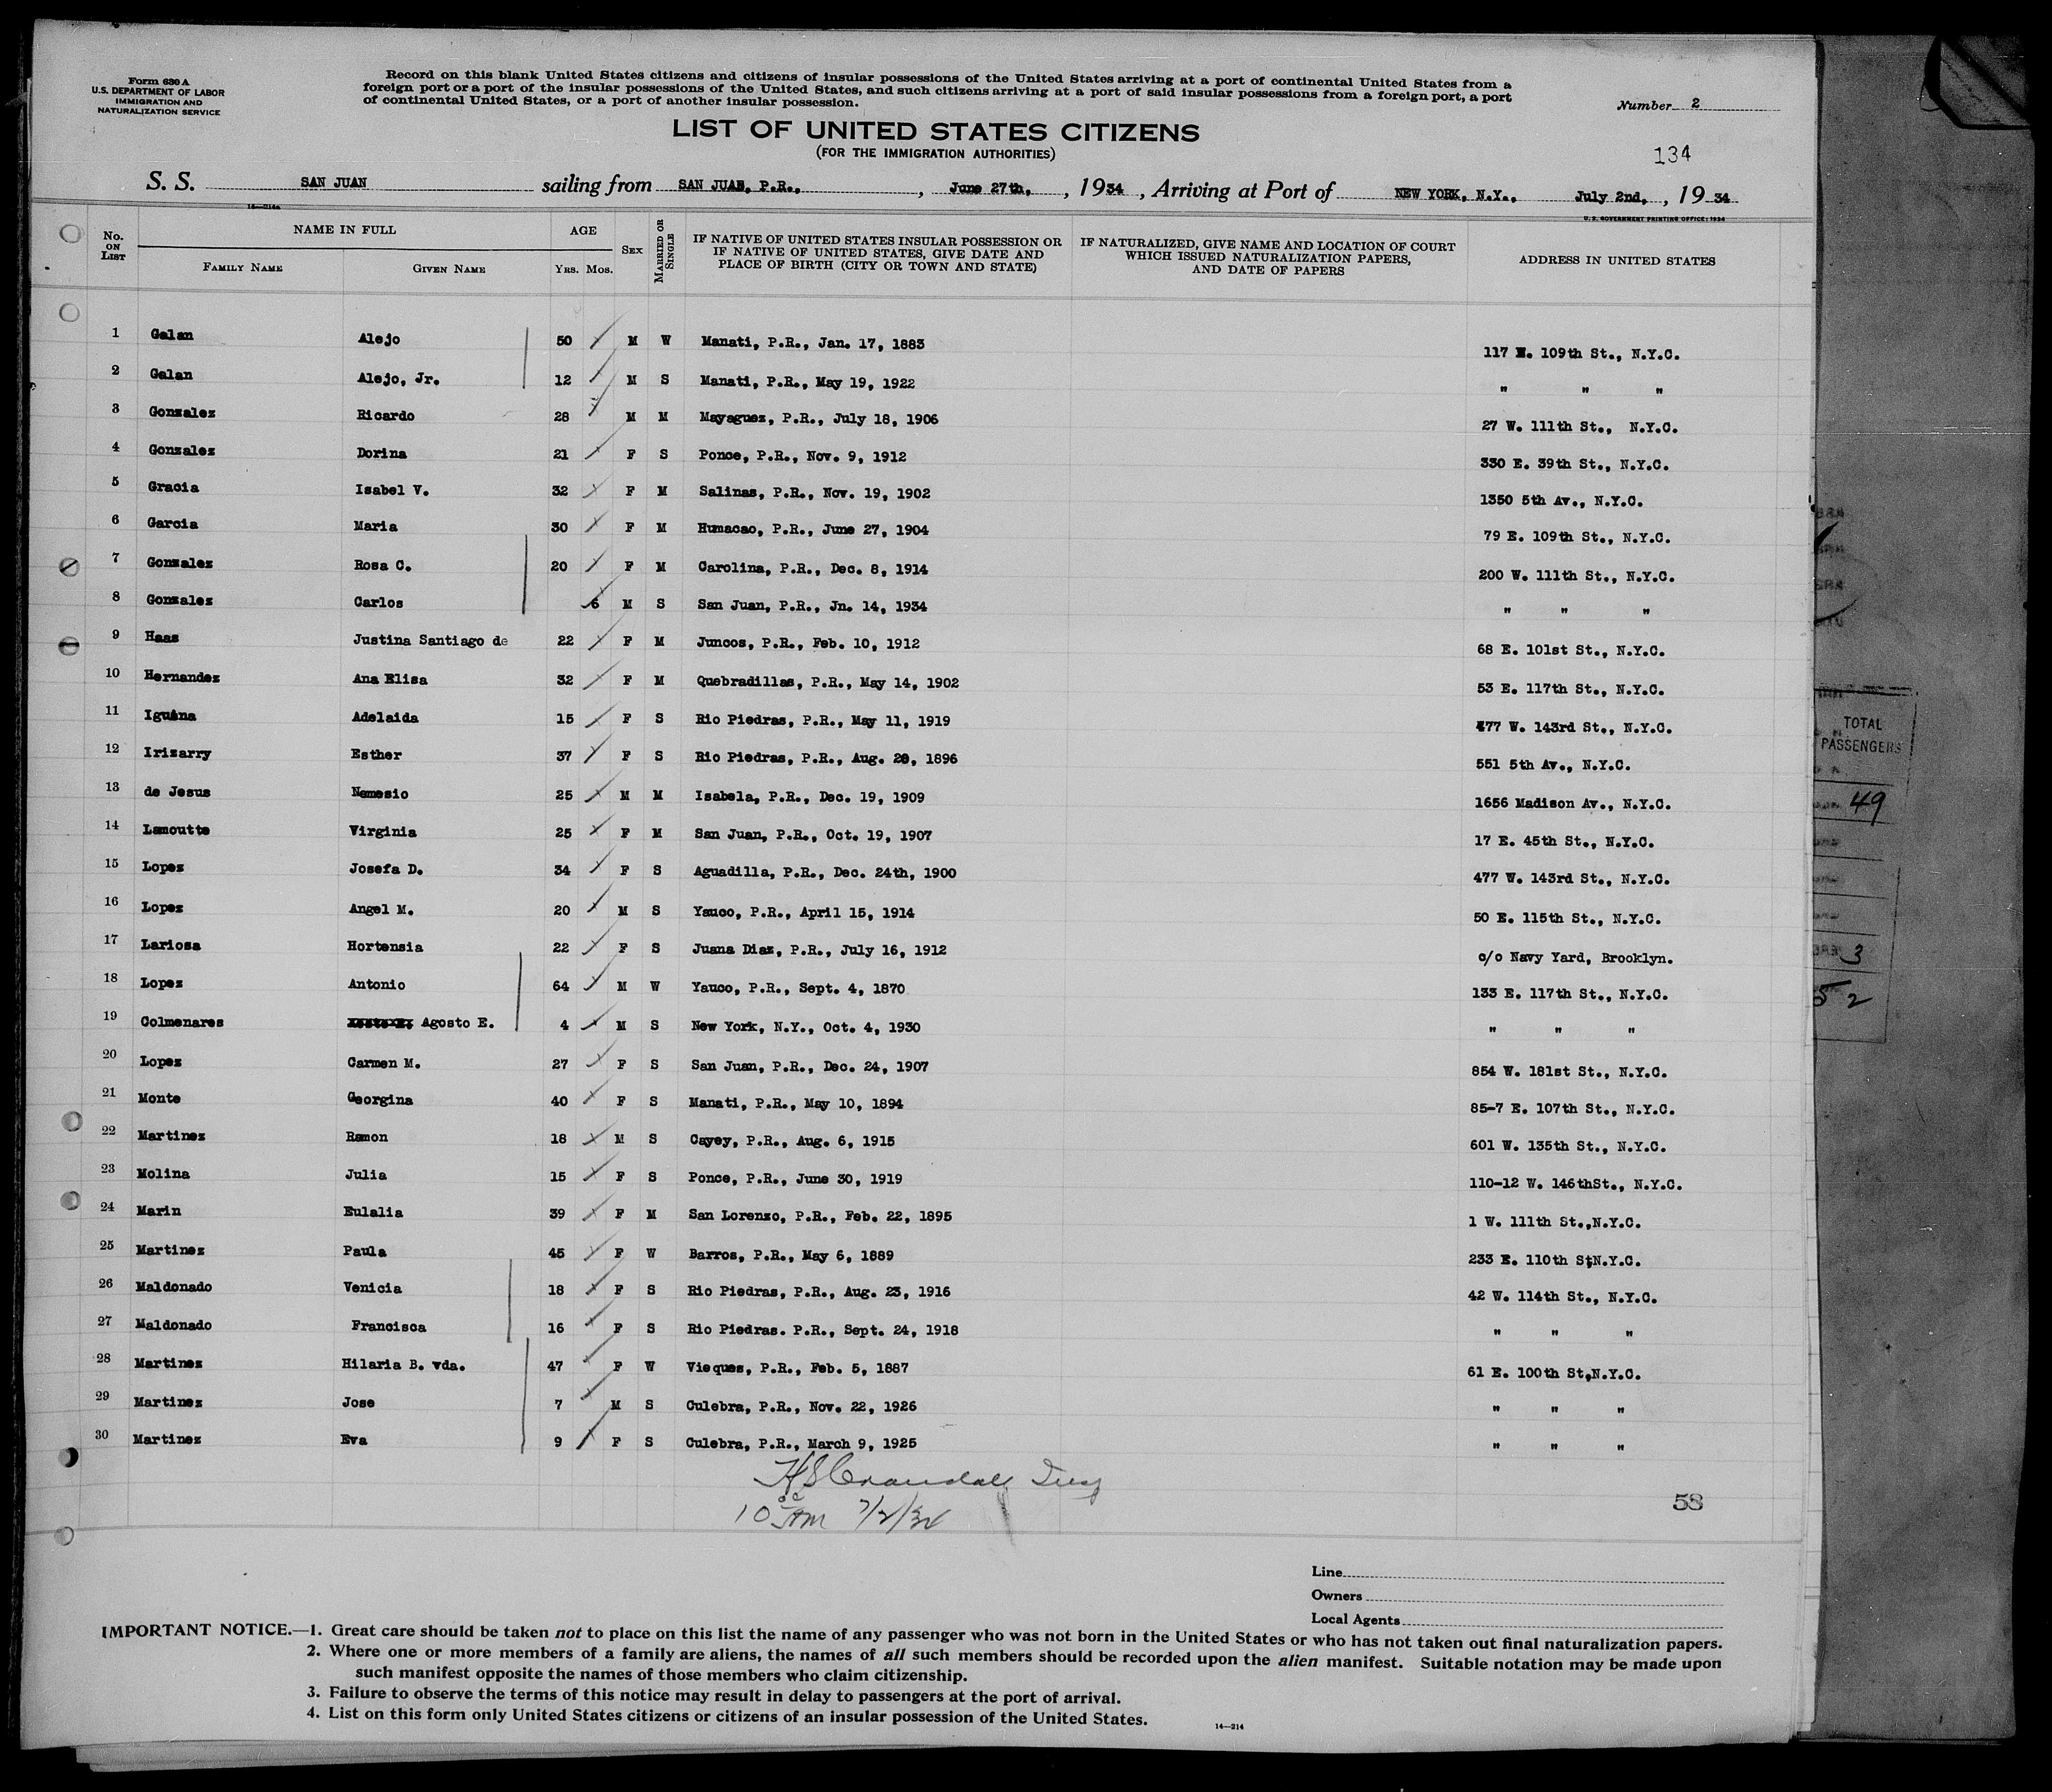 Form 630 A
U.S. DEPARTMENT OF LABOR
IMMIGRATION AND
NATURALIZATION SERVICE
Record on this blank United States citizens and citizens of insular possessions of the United States arriving at a port of continental United States from a
foreign port or a port of the insular possessions of the United States, and such citizens arriving at a port of said insular possessions from a foreign port, a port
of continental United States, or a port of another insular possession.
Number 2
LIST OF UNITED STATES CITIZENS
(FOR THE IMMIGRATION AUTHORITIES)
134
S. S. SAN JUAN sailing from SAN JUAN, P.R., , June 27th, , 1934 , Arriving at Port of NEW YORK, N.Y., July 2nd, , 1934
U.S. GOVERNMENT PRINTING OFFICE: 1934
No. ON LIST NAME IN FULL FAMILY NAME GIVEN NAME AGE YRS. MOS. SEX MARRIED OR SINGLE IF NATIVE OF UNITED STATES INSULAR POSSESSION OR IF NATIVE OF UNITED STATES, GIVE DATE AND PLACE OF BIRTH (CITY OR TOWN AND STATE) IF NATURALIZED, GIVE NAME AND LOCATION OF COURT WHICH ISSUED NATURALIZATION PAPERS, AND DATE OF PAPERS ADDRESS IN UNITED STATES
1 Galan Alejo 50 M W Manati, P.R., Jan. 17, 1883 117 E. 109th St., N.Y.C.
2 Galan Alejo, Jr. 12 M S Manati, P.R., May 19, 1922 " " "
3 Gonzalez Ricardo 28 M M Mayaguez, P.R., July 18, 1906 27 W. 111th St., N.Y.C.
4 Gonzalez Dorina 21 F S Ponce, P.R., Nov. 9, 1912 330 E. 39th St., N.Y.C.
5 Gracia Isabel V. 32 F M Salinas, P.R., Nov. 19, 1902 1350 5th Av., N.Y.C.
6 Garcia Maria 30 F M Humacao, P.R., June 27, 1904 79 E. 109th St., N.Y.C.
7 Gonzalez Rosa C. 20 F M Carolina, P.R., Dec. 8, 1914 200 W. 111th St., N.Y.C.
8 Gonzalez Carlos 6 M S San Juan, P.R., Jn. 14, 1934 " " "
9 Haas Justina Santiago de 22 F M Juncos, P.R., Feb. 10, 1912 68 E. 101st St., N.Y.C.
10 Hernandez Ana Elisa 32 F M Quebradillas, P.R., May 14, 1902 53 E. 117th St., N.Y.C.
11 Iguina Adelaida 15 F S Rio Piedras, P.R., May 11, 1919 477 W. 143rd St., N.Y.C.
12 Irizarry Esther 37 F S Rio Piedras, P.R., Aug. 20, 1896 551 5th Av., N.Y.C.
13 de Jesus Nemesio 25 M M Isabela, P.R., Dec. 19, 1909 1656 Madison Av., N.Y.C.
14 Lamoutte Virginia 25 F M San Juan, P.R., Oct. 19, 1907 17 E. 45th St., N.Y.C.
15 Lopez Josefa D. 34 F S Aguadilla, P.R., Dec. 24th, 1900 477 W. 143rd St., N.Y.C.
16 Lopez Angel M. 20 M S Yauco, P.R., April 15, 1914 50 E. 115th St., N.Y.C.
17 Lariosa Hortensia 22 F S Juana Diaz, P.R., July 16, 1912 c/o Navy Yard, Brooklyn.
18 Lopez Antonio 64 M W Yauco, P.R., Sept. 4, 1870 133 E. 117th St., N.Y.C.
19 Colmenares Agosto E. 4 M S New York, N.Y., Oct. 4, 1930 " " "
20 Lopez Carmen M. 27 F S San Juan, P.R., Dec. 24, 1907 854 W. 181st St., N.Y.C.
21 Monte Georgina 40 F S Manati, P.R., May 10, 1894 85-7 E. 107th St., N.Y.C.
22 Martinez Ramon 18 M S Cayey, P.R., Aug. 6, 1915 601 W. 135th St., N.Y.C.
23 Molina Julia 15 F S Ponce, P.R., June 30, 1919 110-12 W. 146thSt., N.Y.C.
24 Marin Eulalia 39 F M San Lorenzo, P.R., Feb. 22, 1895 1 W. 111th St.,N.Y.C.
25 Martinez Paula 45 F W Barros, P.R., May 6, 1889 233 E. 110th St,N.Y.C.
26 Maldonado Venicia 18 F S Rio Piedras, P.R., Aug. 23, 1916 42 W. 114th St., N.Y.C.
27 Maldonado Francisca 16 F S Rio Piedras. P.R., Sept. 24, 1918 " " "
28 Martinez Hilaria B. vda. 47 F W Vieques, P.R., Feb. 5, 1887 61 E. 100th St,N.Y.C.
29 Martinez Jose 7 M S Culebra, P.R., Nov. 22, 1926 " " "
30 Martinez Eva 9 F S Culebra, P.R., March 9, 1925 " " "
HS Crandall Insp
10 AM 7/2/34
58
TOTAL
PASSENGERS
49
3
52
Line
Owners
Local Agents
IMPORTANT NOTICE.—1. Great care should be taken not to place on this list the name of any passenger who was not born in the United States or who has not taken out final naturalization papers.
2. Where one or more members of a family are aliens, the names of all such members should be recorded upon the alien manifest. Suitable notation may be made upon
such manifest opposite the names of those members who claim citizenship.
3. Failure to observe the terms of this notice may result in delay to passengers at the port of arrival.
4. List on this form only United States citizens or citizens of an insular possession of the United States.
14—214